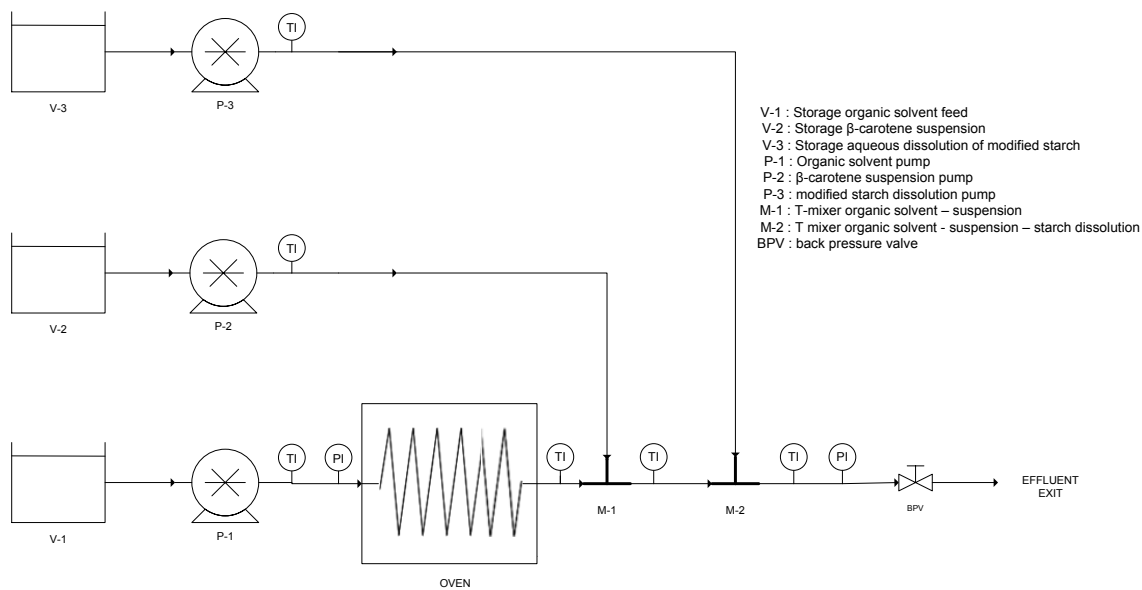 TI
V-3
P-3
V-1 : Storage organic solvent feed
V-2 : Storage β-carotene suspension
V-3 : Storage aqueous dissolution of modified starch
P-1 : Organic solvent pump
P-2 : β-carotene suspension pump
P-3 : modified starch dissolution pump
M-1 : T-mixer organic solvent – suspension
M-2 : T mixer organic solvent - suspension – starch dissolution
BPV : back pressure valve
TI
V-2
P-2
TI
PI
TI
TI
TI
PI
EFFLUENT
EXIT
M-1
M-2
BPV
V-1
P-1
OVEN